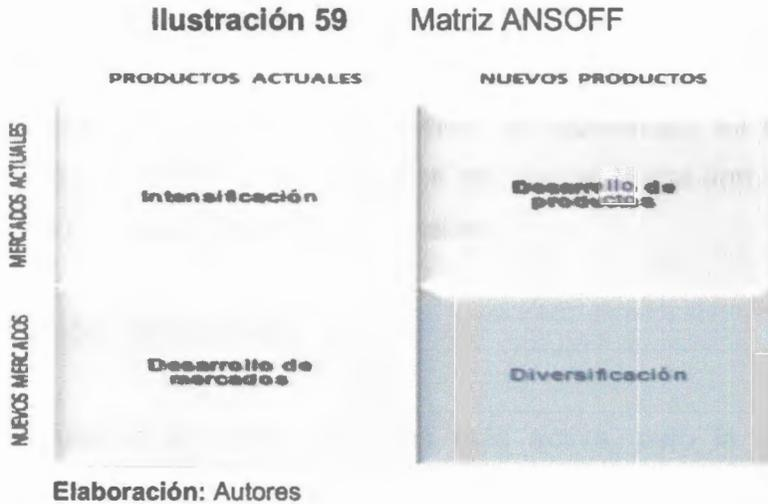 Ilustración 59 Matriz ANSOFF
PRODUCTOS ACTUALES NUEVOS PRODUCTOS
MERCADOS ACTUALES
Intensificación
Desarrollo de
productos
NUEVOS MERCADOS
Desarrollo de
mercados
Diversificación
Elaboración: Autores